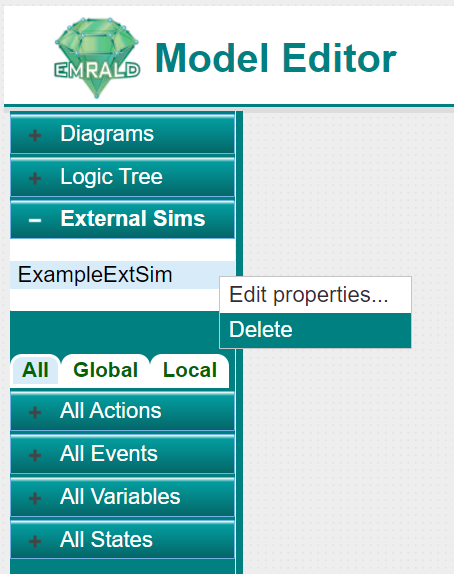 EMRALD Model Editor
+ Diagrams
+ Logic Tree
– External Sims
ExampleExtSim
Edit properties...
Delete
All Global Local
+ All Actions
+ All Events
+ All Variables
+ All States